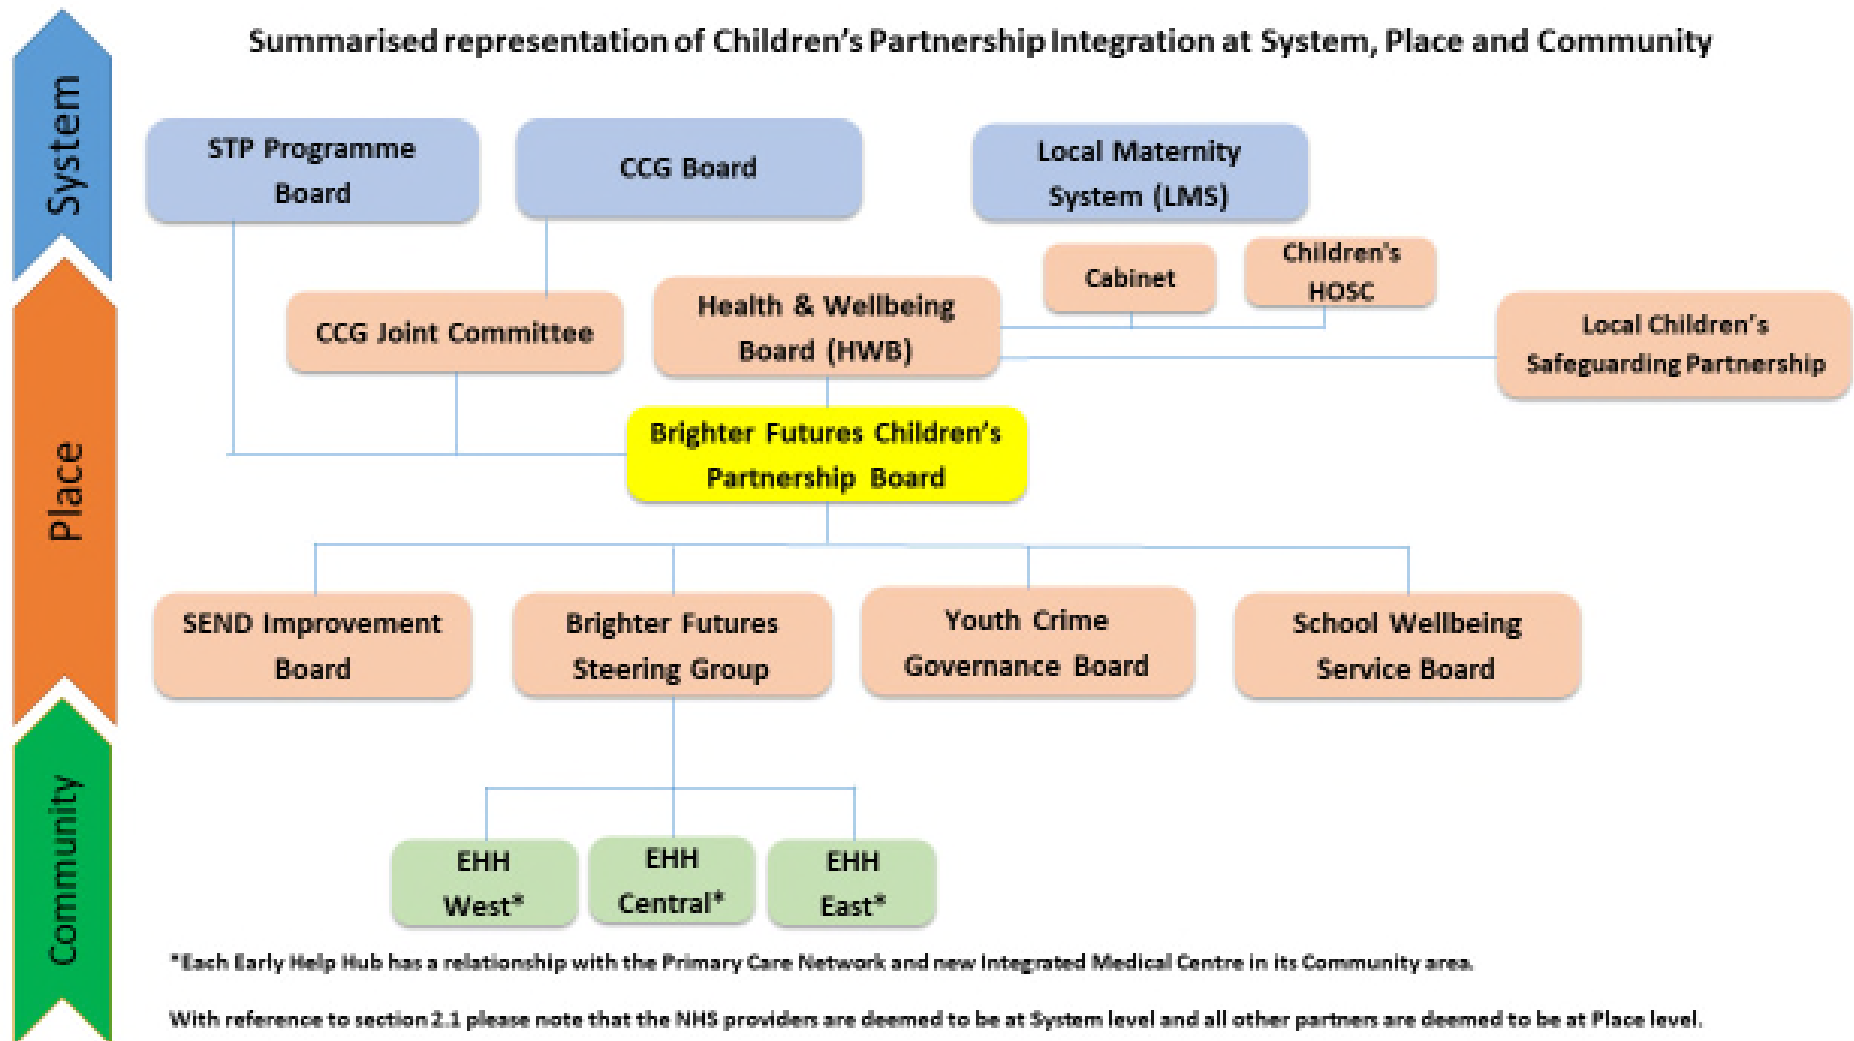 Summarised representation of Children's Partnership Integration at System, Place and Community
System
STP Programme
Board
CCG Board
Local Maternity
System (LMS)
Place
Cabinet
Children's
HOSC
CCG Joint Committee
Health & Wellbeing
Board (HWB)
Local Children's
Safeguarding Partnership
Brighter Futures Children's
Partnership Board
SEND Improvement
Board
Brighter Futures
Steering Group
Youth Crime
Governance Board
School Wellbeing
Service Board
Community
EHH
West*
EHH
Central*
EHH
East*
*Each Early Help Hub has a relationship with the Primary Care Network and new Integrated Medical Centre in its Community area.
With reference to section 2.1 please note that the NHS providers are deemed to be at System level and all other partners are deemed to be at Place level.